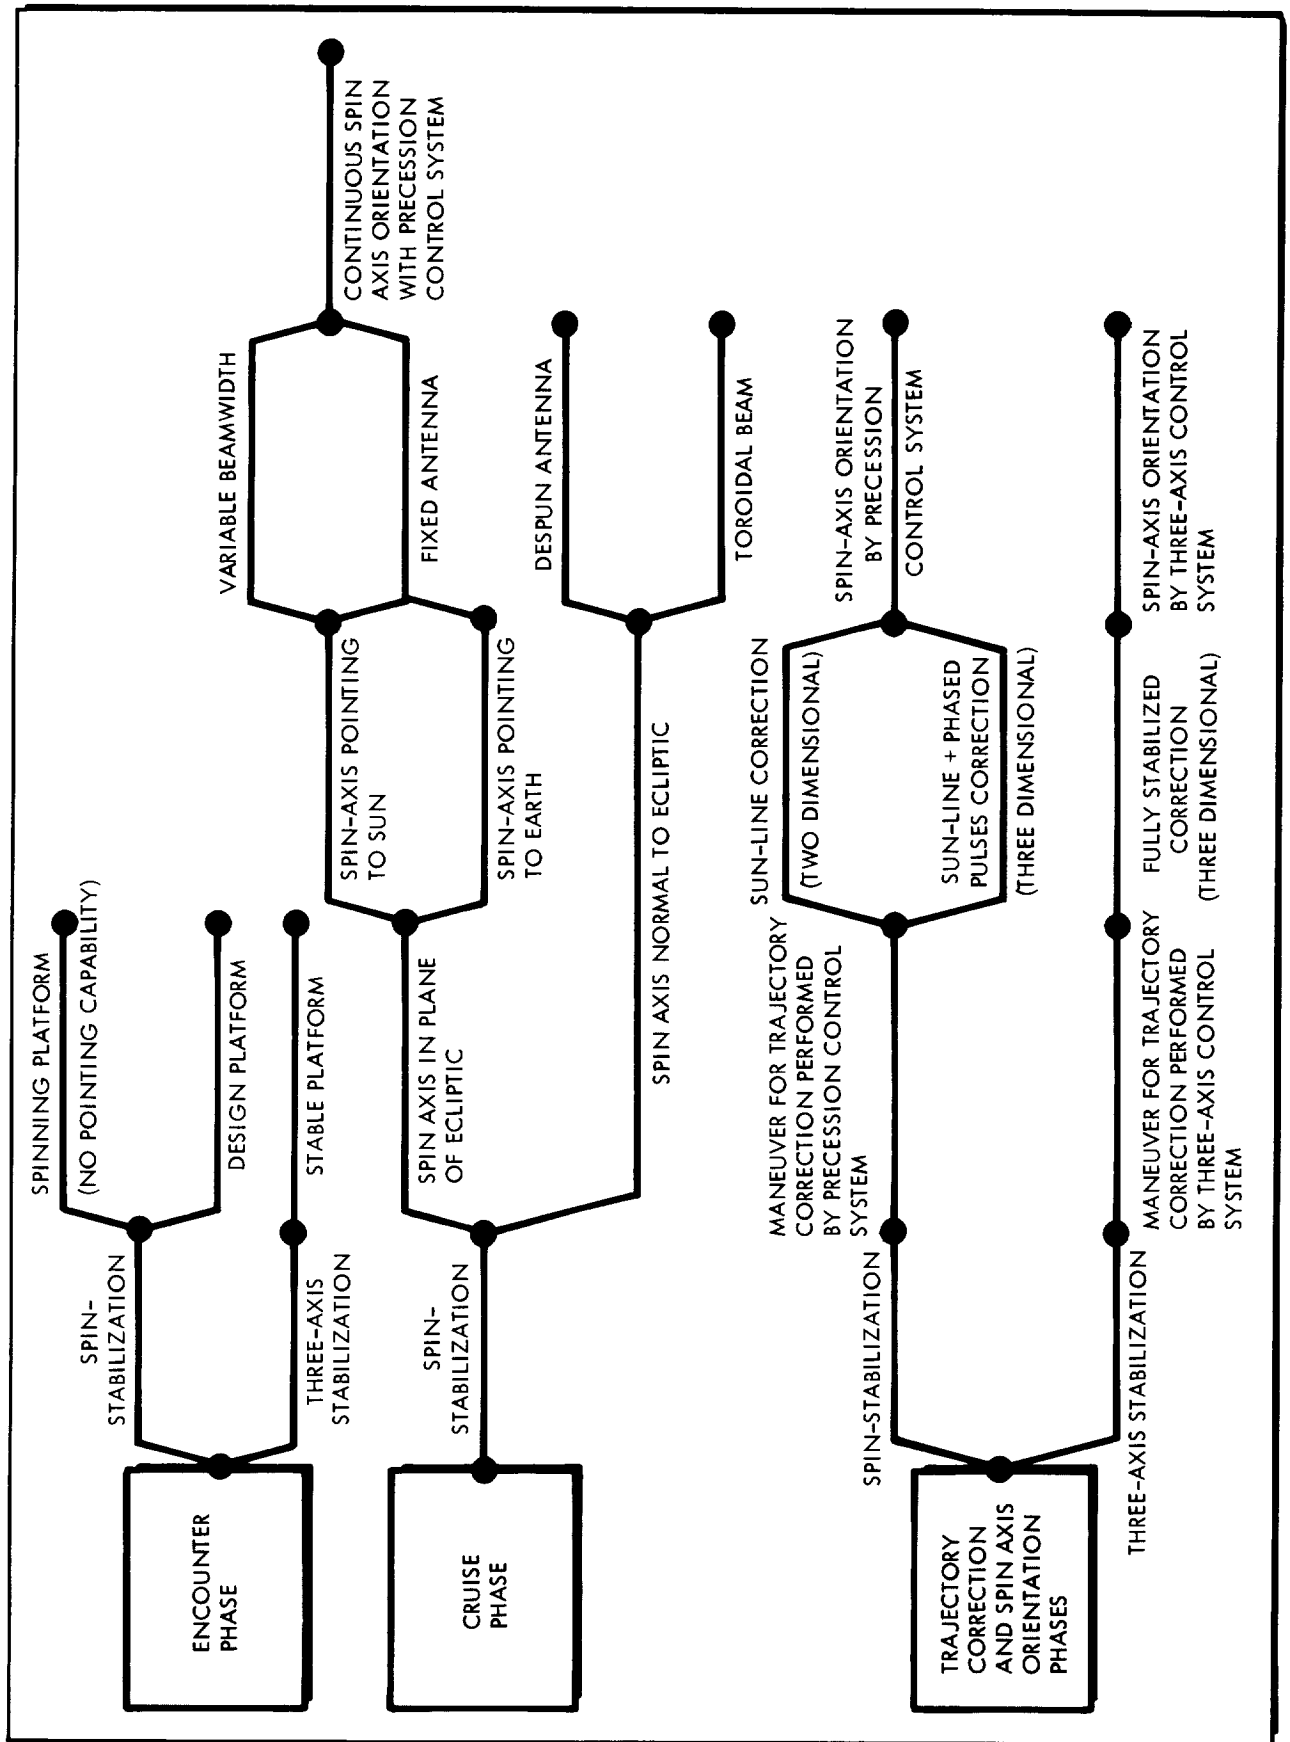 ENCOUNTER
PHASE
SPIN-
STABILIZATION
SPINNING PLATFORM
(NO POINTING CAPABILITY)
DESIGN PLATFORM
THREE-AXIS
STABILIZATION
STABLE PLATFORM
CRUISE
PHASE
SPIN-
STABILIZATION
SPIN AXIS IN PLANE
OF ECLIPTIC
SPIN-AXIS POINTING
TO SUN
SPIN-AXIS POINTING
TO EARTH
VARIABLE BEAMWIDTH
FIXED ANTENNA
CONTINUOUS SPIN
AXIS ORIENTATION
WITH PRECESSION
CONTROL SYSTEM
SPIN AXIS NORMAL TO ECLIPTIC
DESPUN ANTENNA
TOROIDAL BEAM
TRAJECTORY
CORRECTION
AND SPIN AXIS
ORIENTATION
PHASES
SPIN-STABILIZATION
MANEUVER FOR TRAJECTORY
CORRECTION PERFORMED
BY PRECESSION CONTROL
SYSTEM
SUN-LINE CORRECTION
(TWO DIMENSIONAL)
SUN-LINE + PHASED
PULSES CORRECTION
(THREE DIMENSIONAL)
SPIN-AXIS ORIENTATION
BY PRECESSION
CONTROL SYSTEM
THREE-AXIS STABILIZATION
MANEUVER FOR TRAJECTORY
CORRECTION PERFORMED
BY THREE-AXIS CONTROL
SYSTEM
FULLY STABILIZED
CORRECTION
(THREE DIMENSIONAL)
SPIN-AXIS ORIENTATION
BY THREE-AXIS CONTROL
SYSTEM